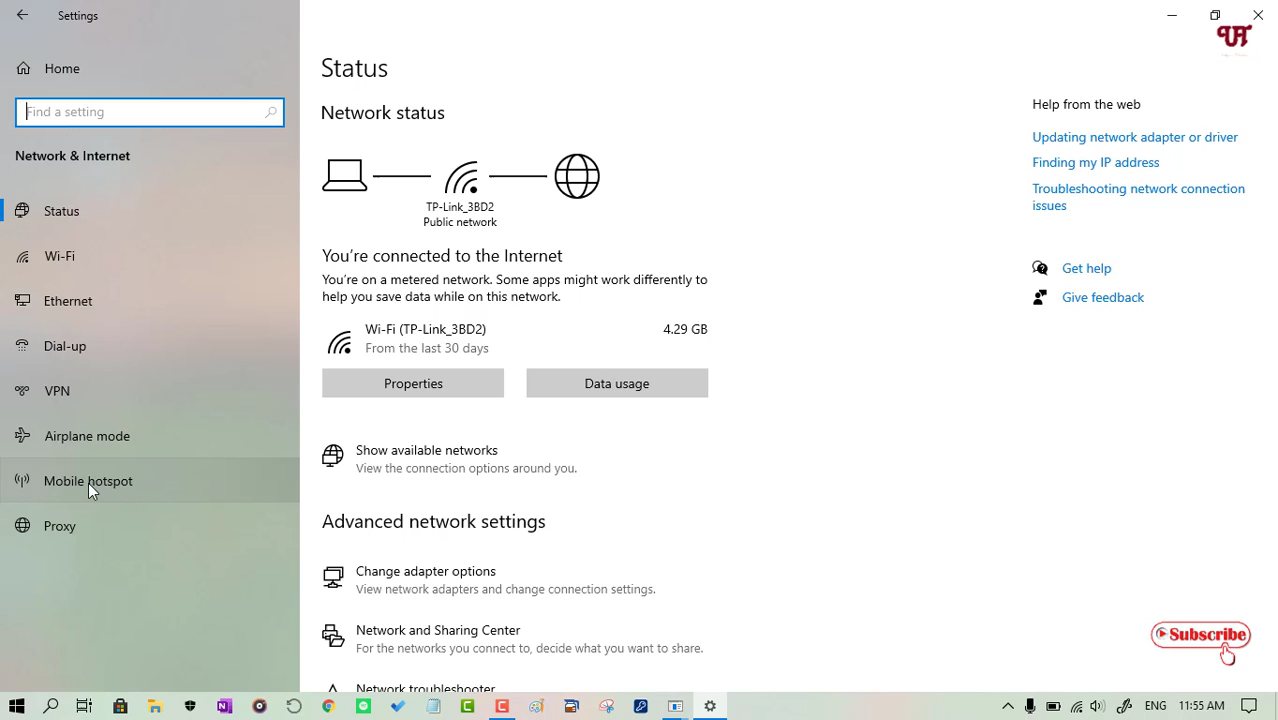 Settings
Home
Find a setting
Network & Internet
Status
Wi-Fi
Ethernet
Dial-up
VPN
Airplane mode
Mobile hotspot
Proxy
Status
Network status
TP-Link_3BD2
Public network
You're connected to the Internet
You're on a metered network. Some apps might work differently to
help you save data while on this network.
Wi-Fi (TP-Link_3BD2)
4.29 GB
From the last 30 days
Properties
Data usage
Show available networks
View the connection options around you.
Advanced network settings
Change adapter options
View network adapters and change connection settings.
Network and Sharing Center
For the networks you connect to, decide what you want to share.
Network troubleshooter
Help from the web
Updating network adapter or driver
Finding my IP address
Troubleshooting network connection
issues
Get help
Give feedback
Subscribe
ENG
11:55 AM